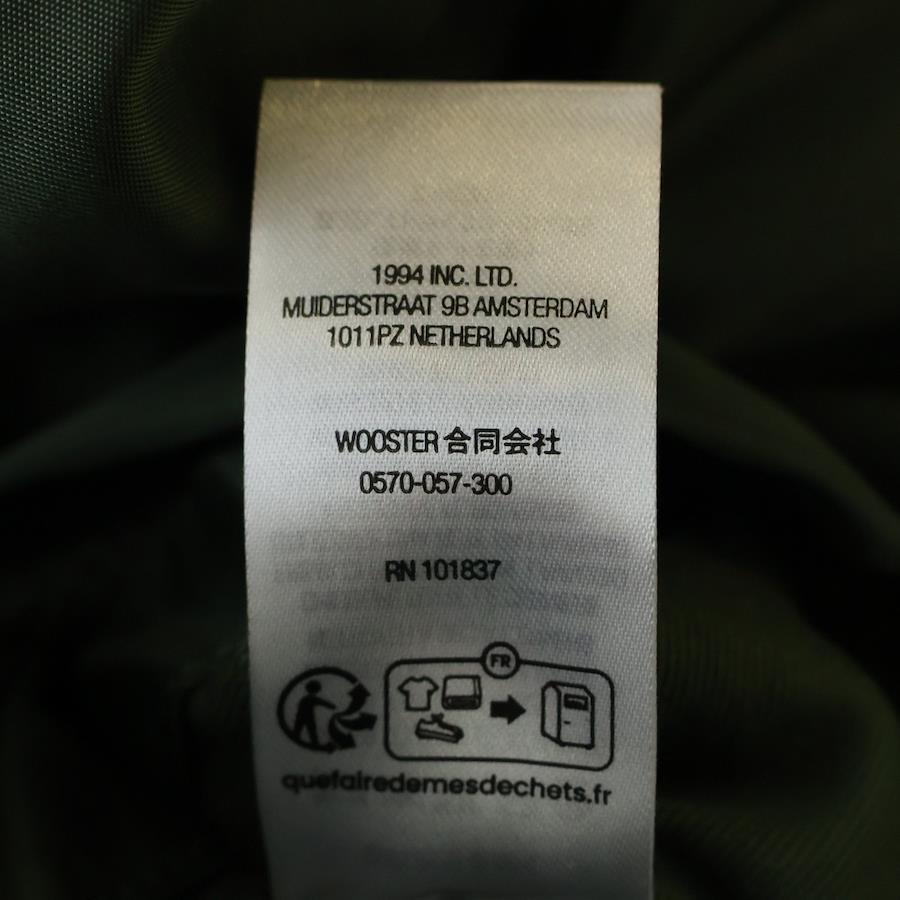 1994 INC. LTD.
MUIDERSTRAAT 9B AMSTERDAM
1011PZ NETHERLANDS
WOOSTER 合同会社
0570-057-300
RN 101837
FR
quefairedemesdechets.fr